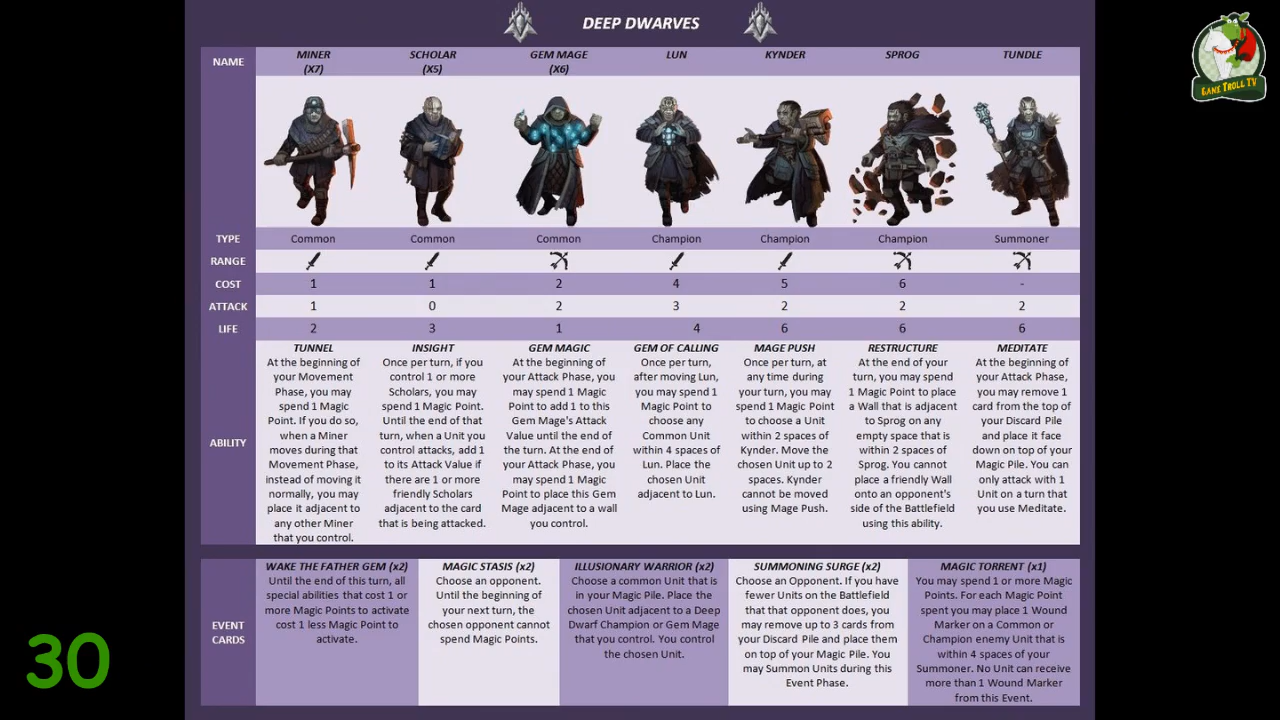 DEEP DWARVES
GAME TROLL TV
NAME
MINER
(X7)
SCHOLAR
(X5)
GEM MAGE
(X6)
LUN
KYNDER
SPROG
TUNDLE
TYPE
Common
Common
Common
Champion
Champion
Champion
Summoner
RANGE
COST
1
1
2
4
5
6
-
ATTACK
1
0
2
3
2
2
2
LIFE
2
3
1
4
6
6
6
ABILITY
TUNNEL
At the beginning of
your Movement
Phase, you may
spend 1 Magic
Point. If you do so,
when a Miner
moves during that
Movement Phase,
instead of moving it
normally, you may
place it adjacent to
any other Miner
that you control.
INSIGHT
Once per turn, if you
control 1 or more
Scholars, you may
spend 1 Magic Point.
Until the end of that
turn, when a Unit you
control attacks, add 1
to its Attack Value if
there are 1 or more
friendly Scholars
adjacent to the card
that is being attacked.
GEM MAGIC
At the beginning of
your Attack Phase, you
may spend 1 Magic
Point to add 1 to this
Gem Mage's Attack
Value until the end of
the turn. At the end of
your Attack Phase, you
may spend 1 Magic
Point to place this Gem
Mage adjacent to a wall
you control.
GEM OF CALLING
Once per turn,
after moving Lun,
you may spend 1
Magic Point to
choose any
Common Unit
within 4 spaces of
Lun. Place the
chosen Unit
adjacent to Lun.
MAGE PUSH
Once per turn, at
any time during
your turn, you may
spend 1 Magic Point
to choose a Unit
within 2 spaces of
Kynder. Move the
chosen Unit up to 2
spaces. Kynder
cannot be moved
using Mage Push.
RESTRUCTURE
At the end of your
turn, you may spend
1 Magic Point to place
a Wall that is adjacent
to Sprog on any
empty space that is
within 2 spaces of
Sprog. You cannot
place a friendly Wall
onto an opponent's
side of the Battlefield
using this ability.
MEDITATE
At the beginning of
your Attack Phase,
you may remove 1
card from the top of
your Discard Pile
and place it face
down on top of your
Magic Pile. You can
only attack with 1
Unit on a turn that
you use Meditate.
EVENT
CARDS
WAKE THE FATHER GEM (x2)
Until the end of this turn, all
special abilities that cost 1 or
more Magic Points to activate
cost 1 less Magic Point to
activate.
MAGIC STASIS (x2)
Choose an opponent.
Until the beginning of
your next turn, the
chosen opponent cannot
spend Magic Points.
ILLUSIONARY WARRIOR (x2)
Choose a common Unit that is
in your Magic Pile. Place the
chosen Unit adjacent to a Deep
Dwarf Champion or Gem Mage
that you control. You control
the chosen Unit.
SUMMONING SURGE (x2)
Choose an Opponent. If you have
fewer Units on the Battlefield
that that opponent does, you
may remove up to 3 cards from
your Discard Pile and place them
on top of your Magic Pile. You
may Summon Units during this
Event Phase.
MAGIC TORRENT (x1)
You may spend 1 or more Magic
Points. For each Magic Point
spent you may place 1 Wound
Marker on a Common or
Champion enemy Unit that is
within 4 spaces of your
Summoner. No Unit can receive
more than 1 Wound Marker
from this Event.
30